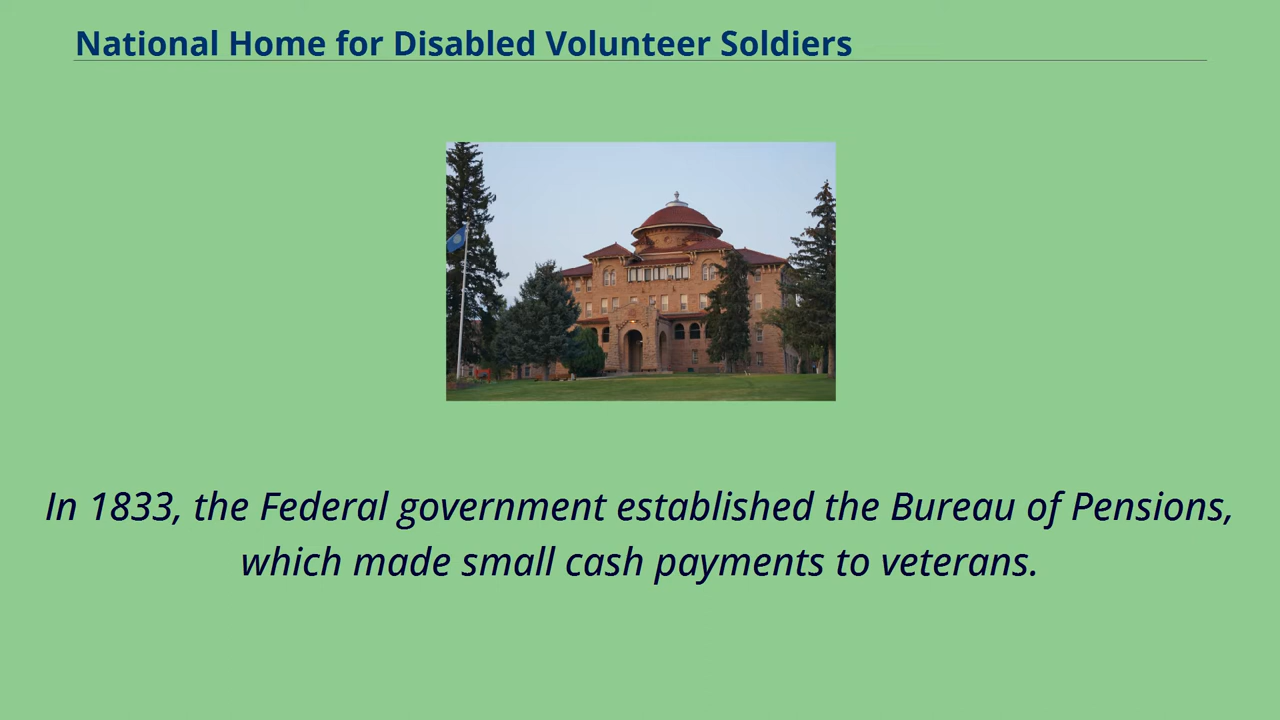 National Home for Disabled Volunteer Soldiers
In 1833, the Federal government established the Bureau of Pensions,
which made small cash payments to veterans.